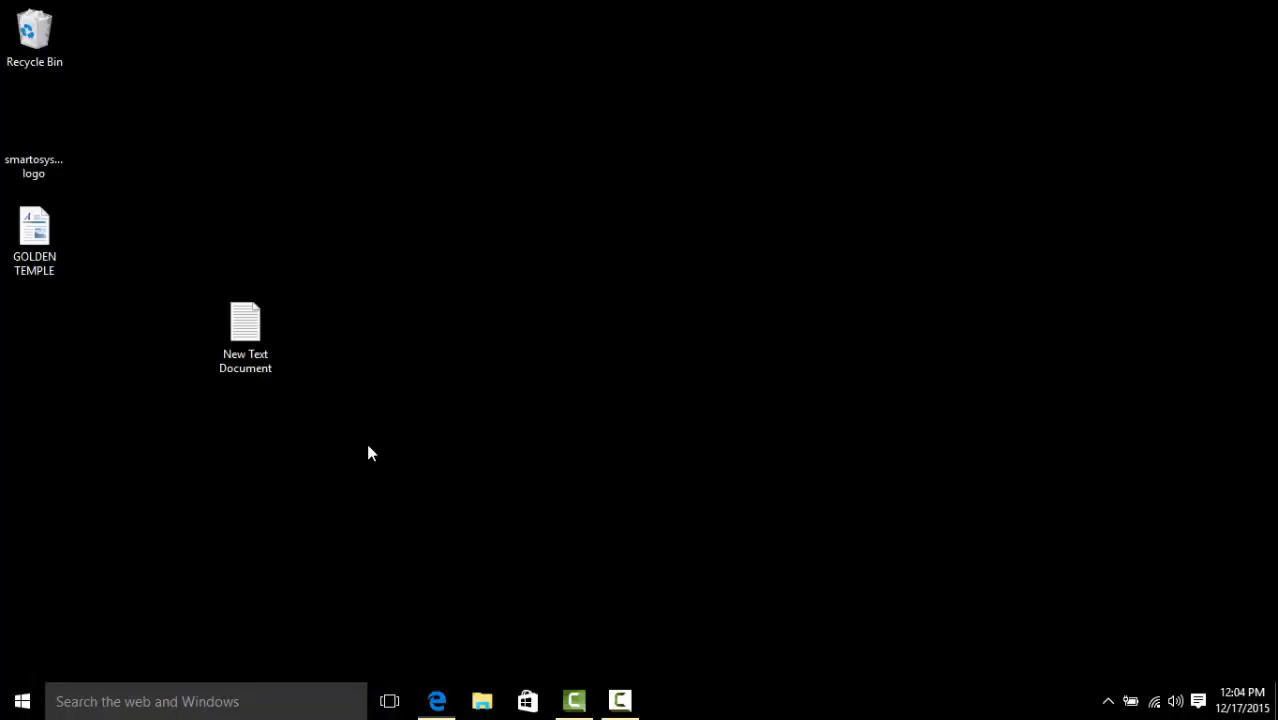 Recycle Bin
smartosys...
logo
GOLDEN
TEMPLE
New Text
Document
Search the web and Windows
12:04 PM
12/17/2015